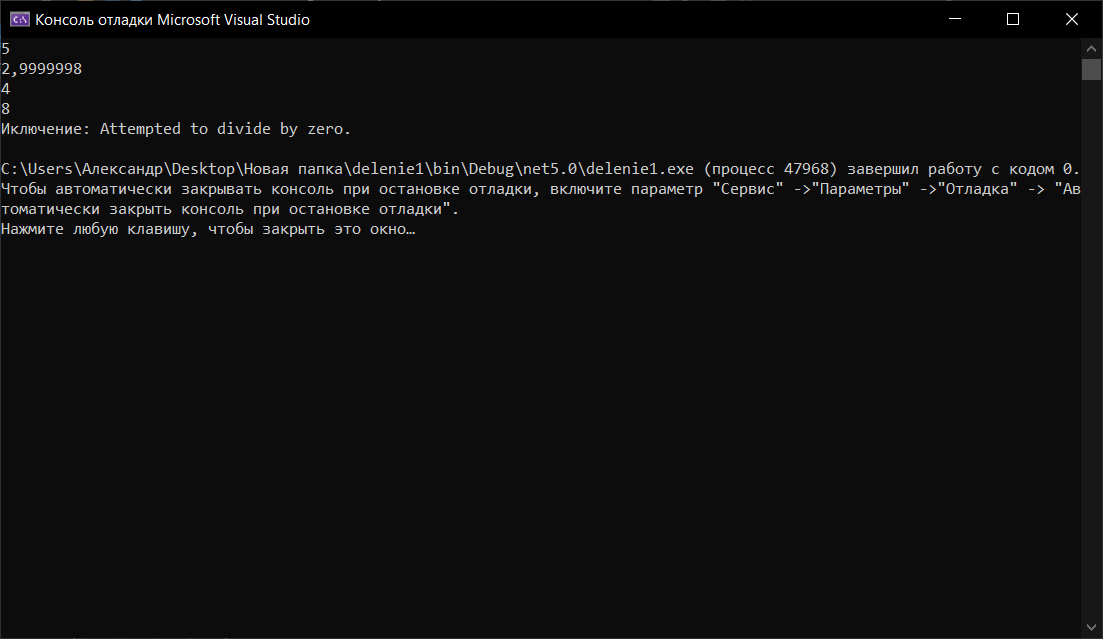 Консоль отладки Microsoft Visual Studio
5
2,9999998
4
8
Иключение: Attempted to divide by zero.
C:\Users\Александр\Desktop\Новая папка\delenie1\bin\Debug\net5.0\delenie1.exe (процесс 47968) завершил работу с кодом 0.
Чтобы автоматически закрывать консоль при остановке отладки, включите параметр "Сервис" ->"Параметры" ->"Отладка" -> "Ав
томатически закрыть консоль при остановке отладки".
Нажмите любую клавишу, чтобы закрыть это окно…